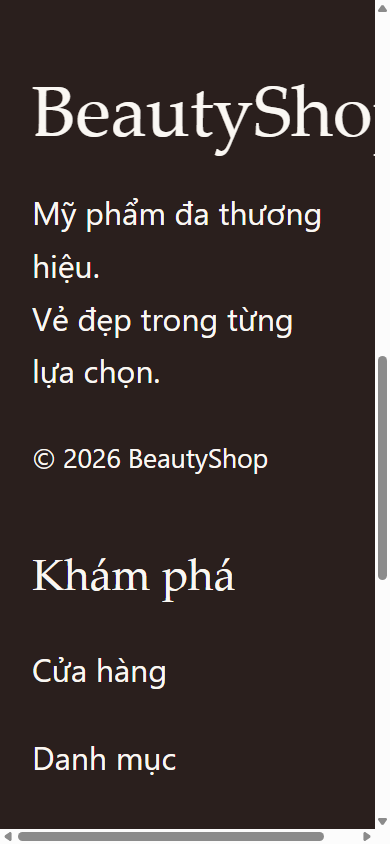 BeautySho
Mỹ phẩm đa thương
hiệu.
Vẻ đẹp trong từng
lựa chọn.
© 2026 BeautyShop
Khám phá
Cửa hàng
Danh mục